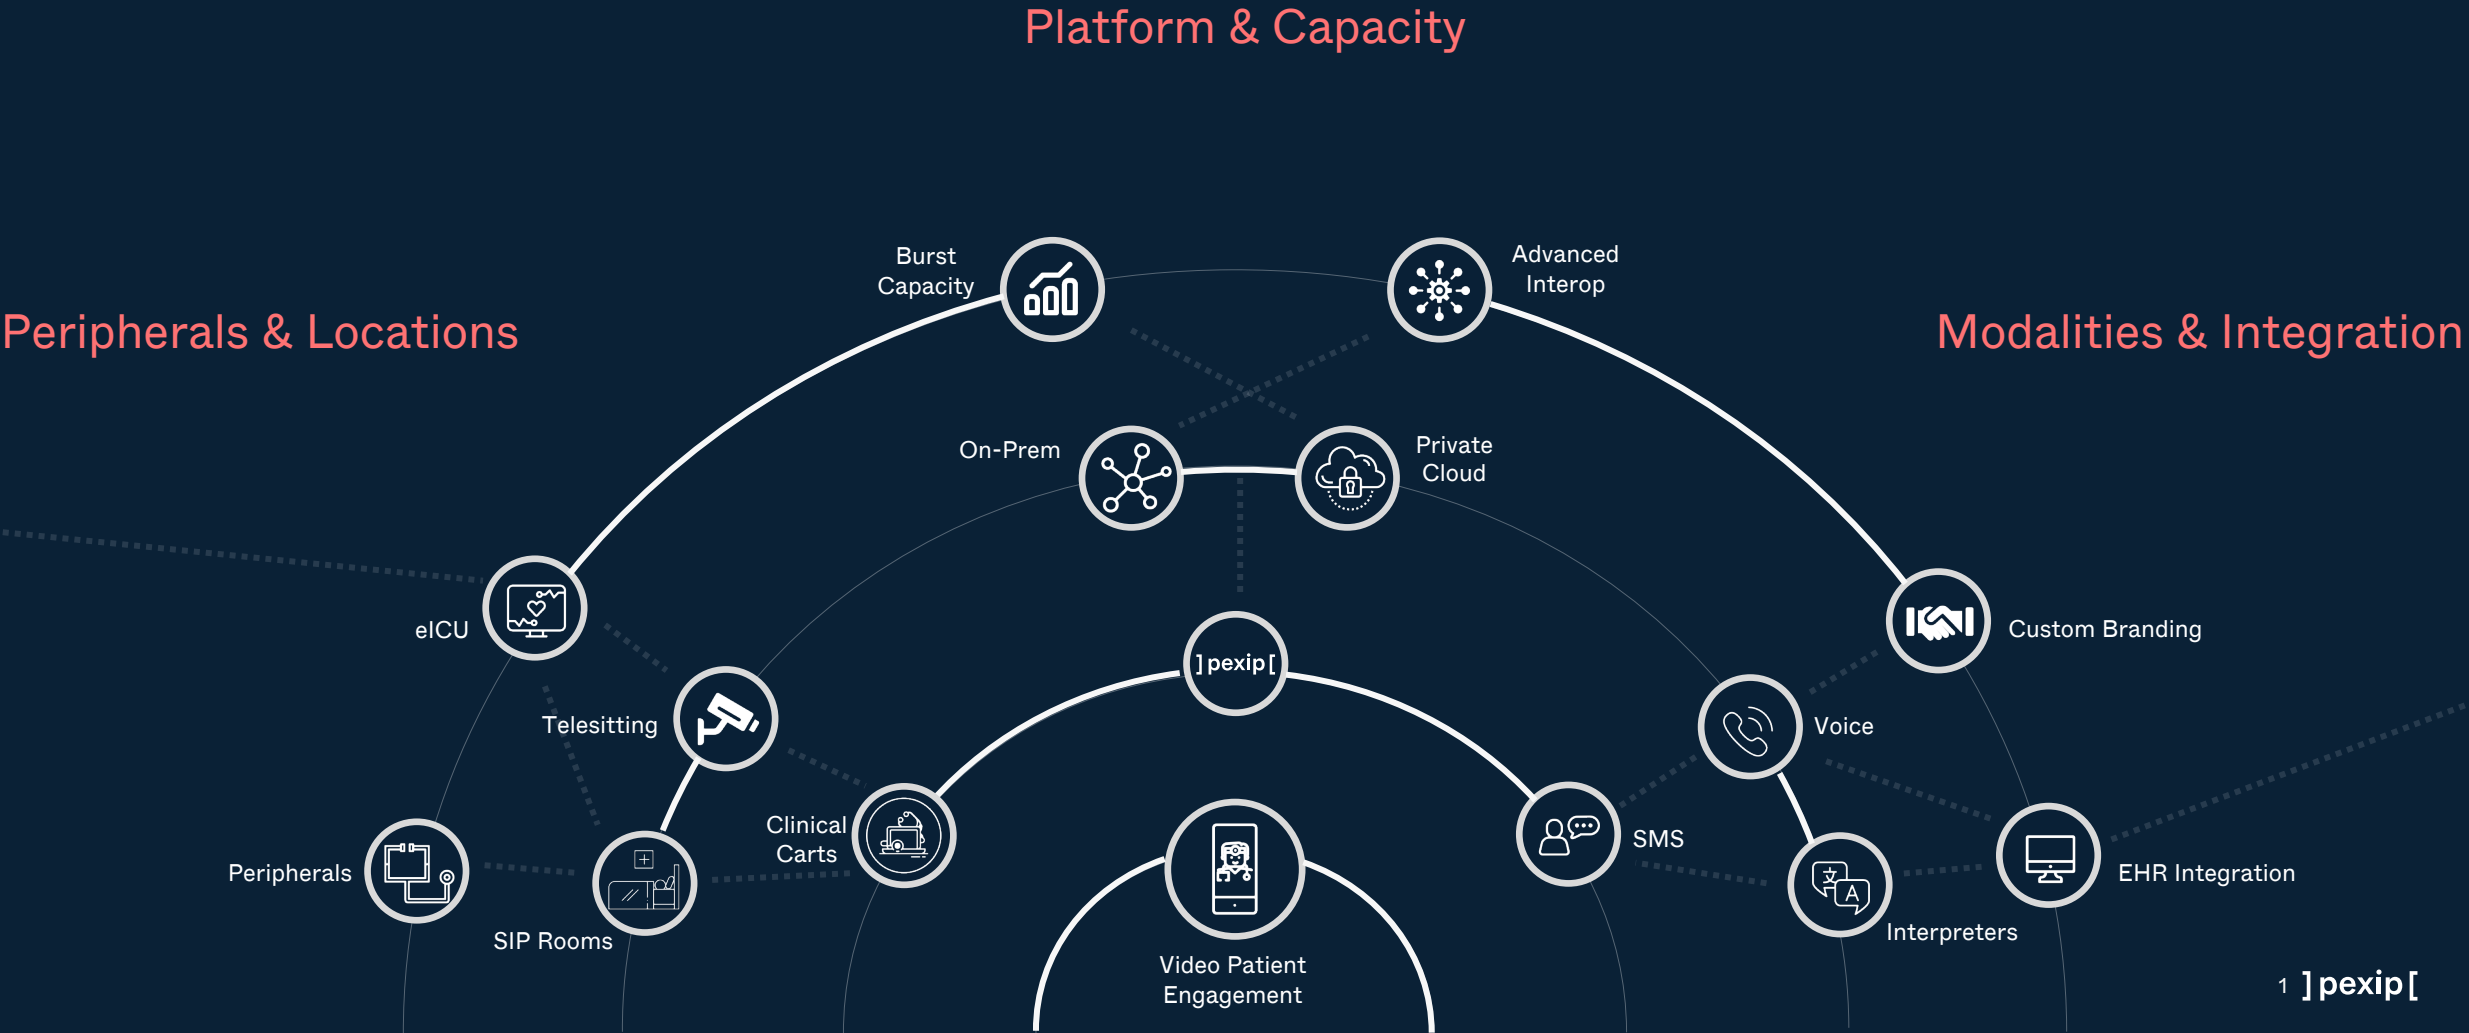 Platform & Capacity
Peripherals & Locations
Modalities & Integration
Burst
Capacity
Advanced
Interop
On-Prem
Private
Cloud
eICU
]pexip[
Custom Branding
Telesitting
Voice
Clinical
Carts
SMS
Peripherals
EHR Integration
SIP Rooms
文
A
Interpreters
Video Patient
Engagement
1 ]pexip[